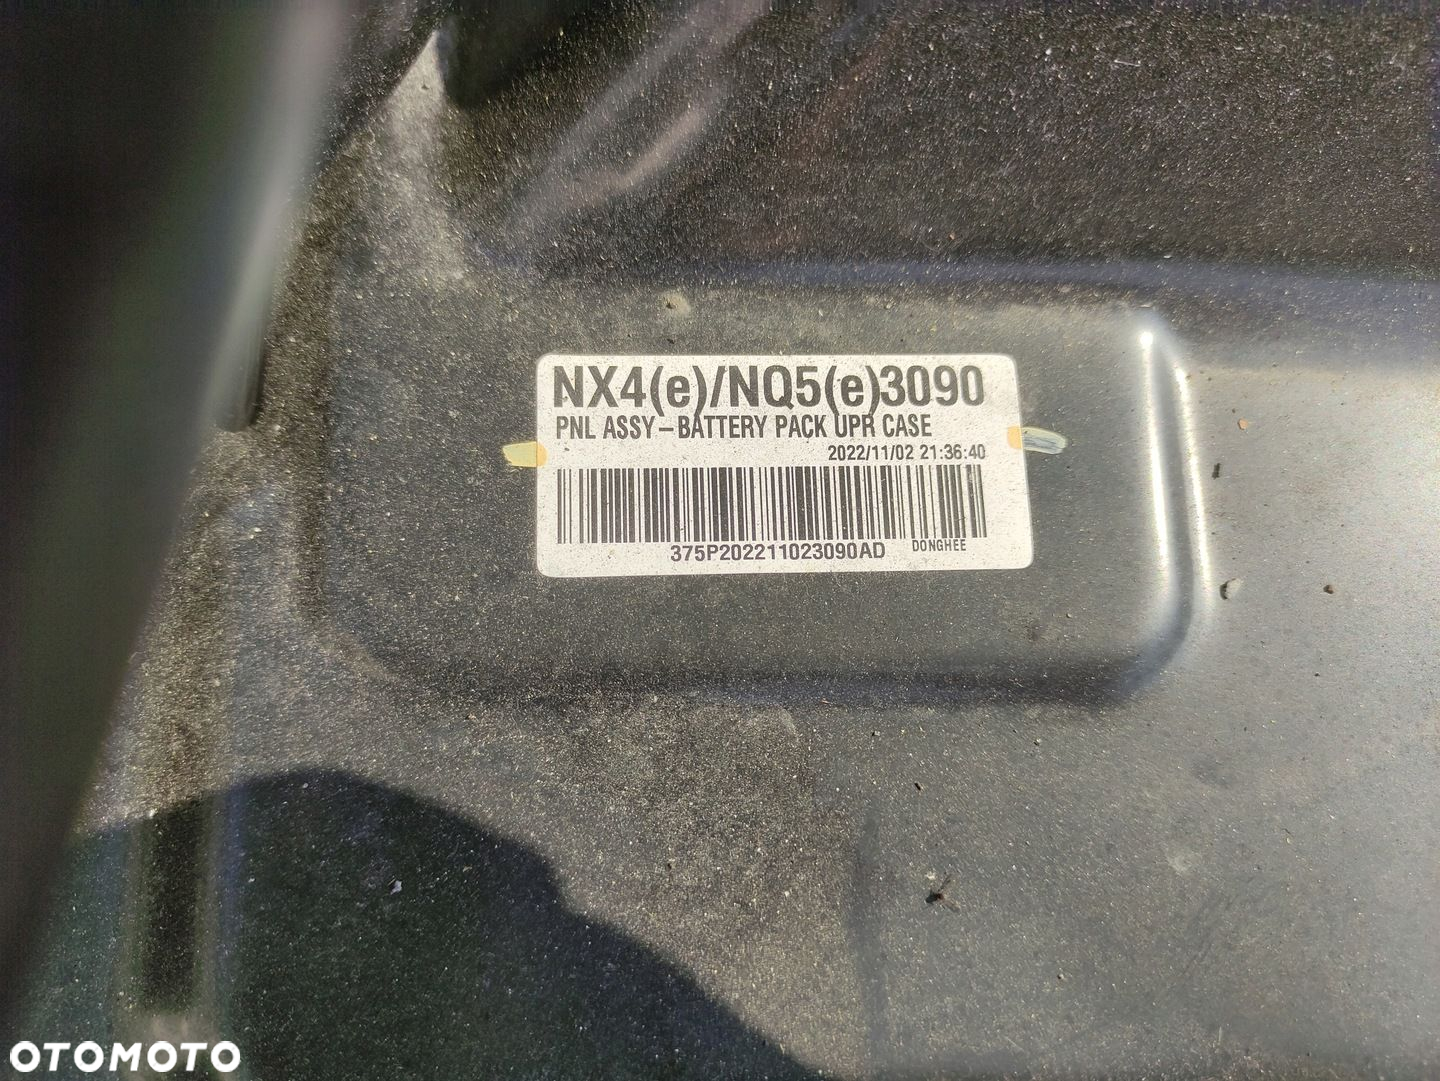 NX4(e)/NQ5(e)3090
PNL ASSY-BATTERY PACK UPR CASE
2022/11/02 21:36:40
375P202211023090AD DONGHEE
OTOMOTO